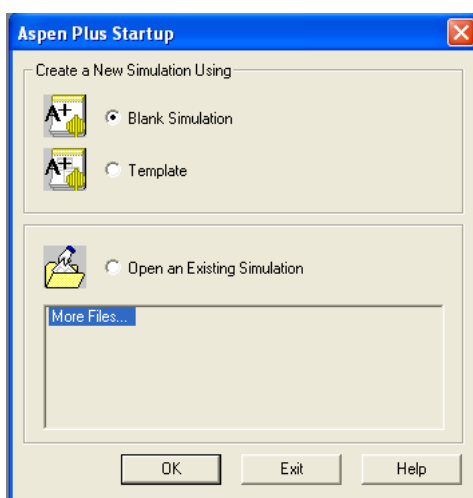 Aspen Plus Startup
Create a New Simulation Using
A+
Blank Simulation
A+
Template
Open an Existing Simulation
More Files...
OK Exit Help